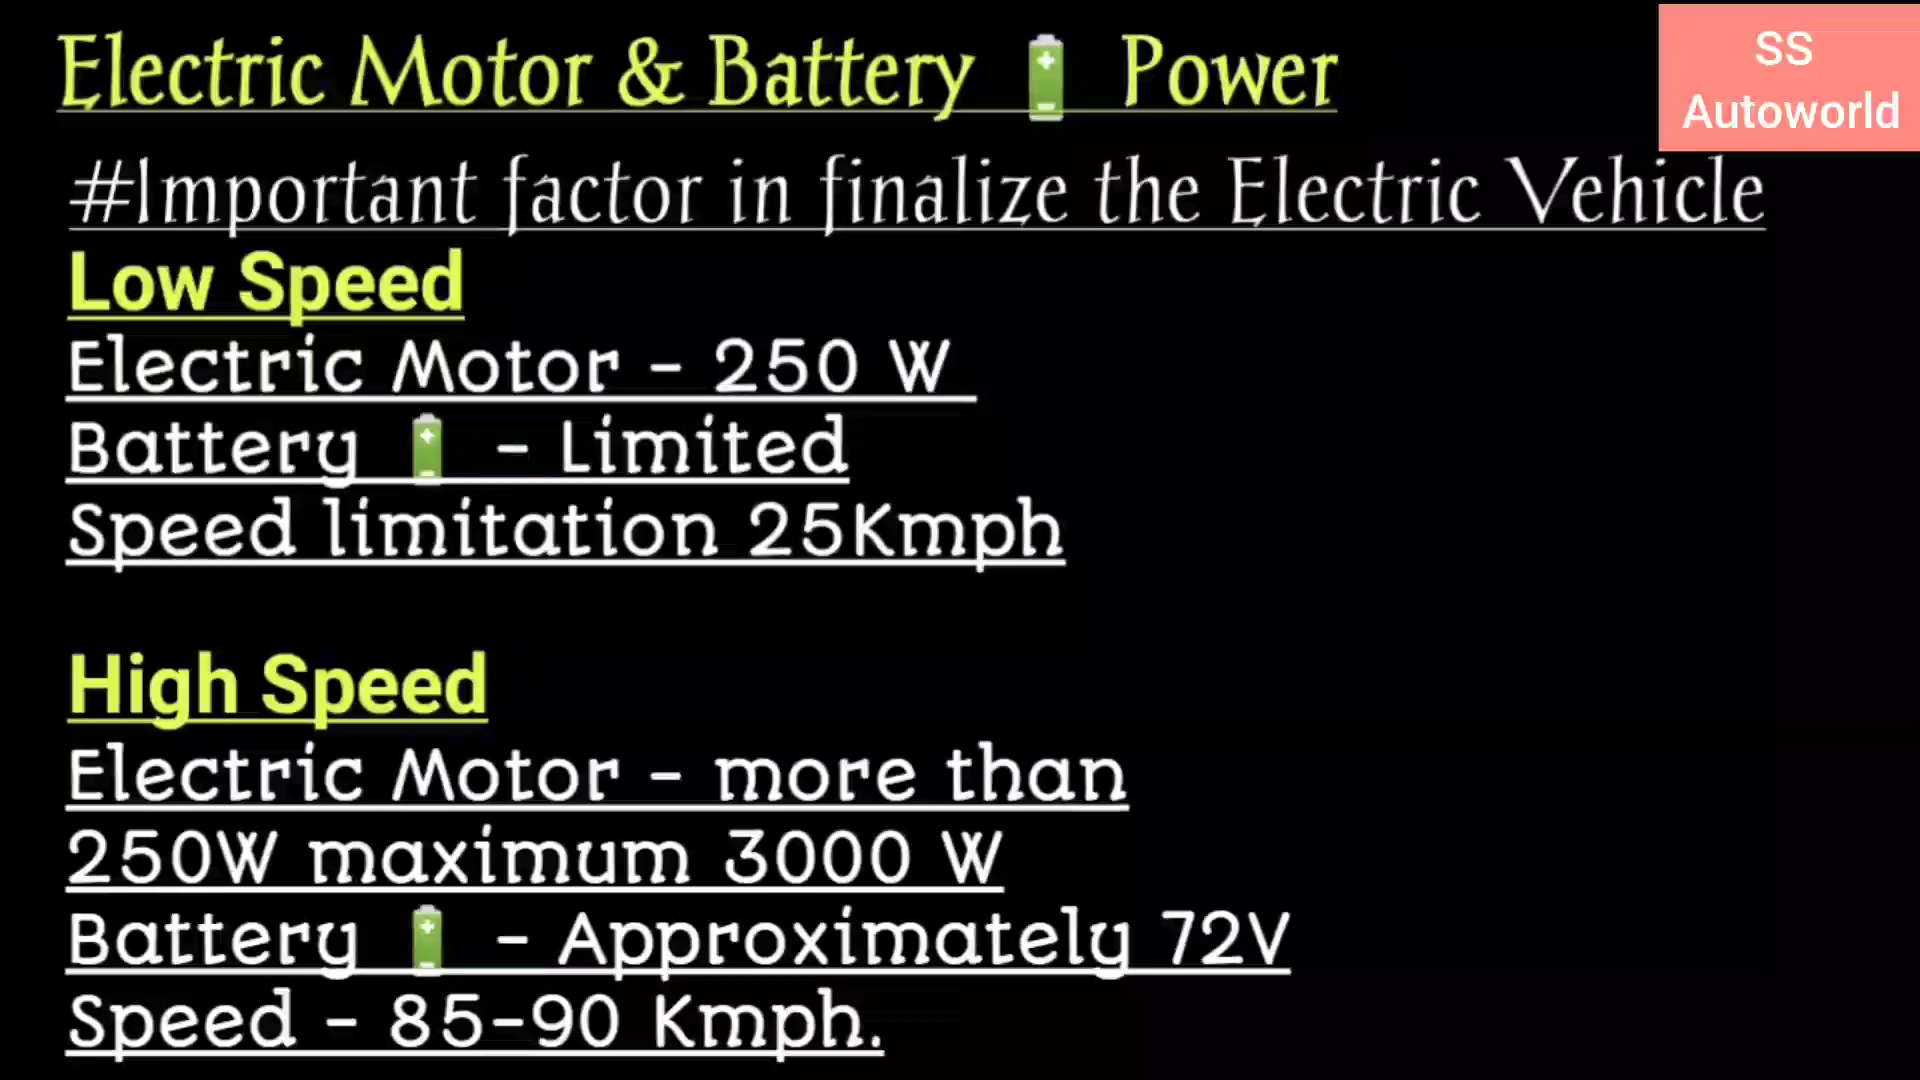 Electric Motor & Battery 🔋 Power
SS
Autoworld
#Important factor in finalize the Electric Vehicle
Low Speed
Electric Motor - 250 W
Battery 🔋 - Limited
Speed limitation 25Kmph
High Speed
Electric Motor - more than
250W maximum 3000 W
Battery 🔋 - Approximately 72V
Speed - 85-90 Kmph.